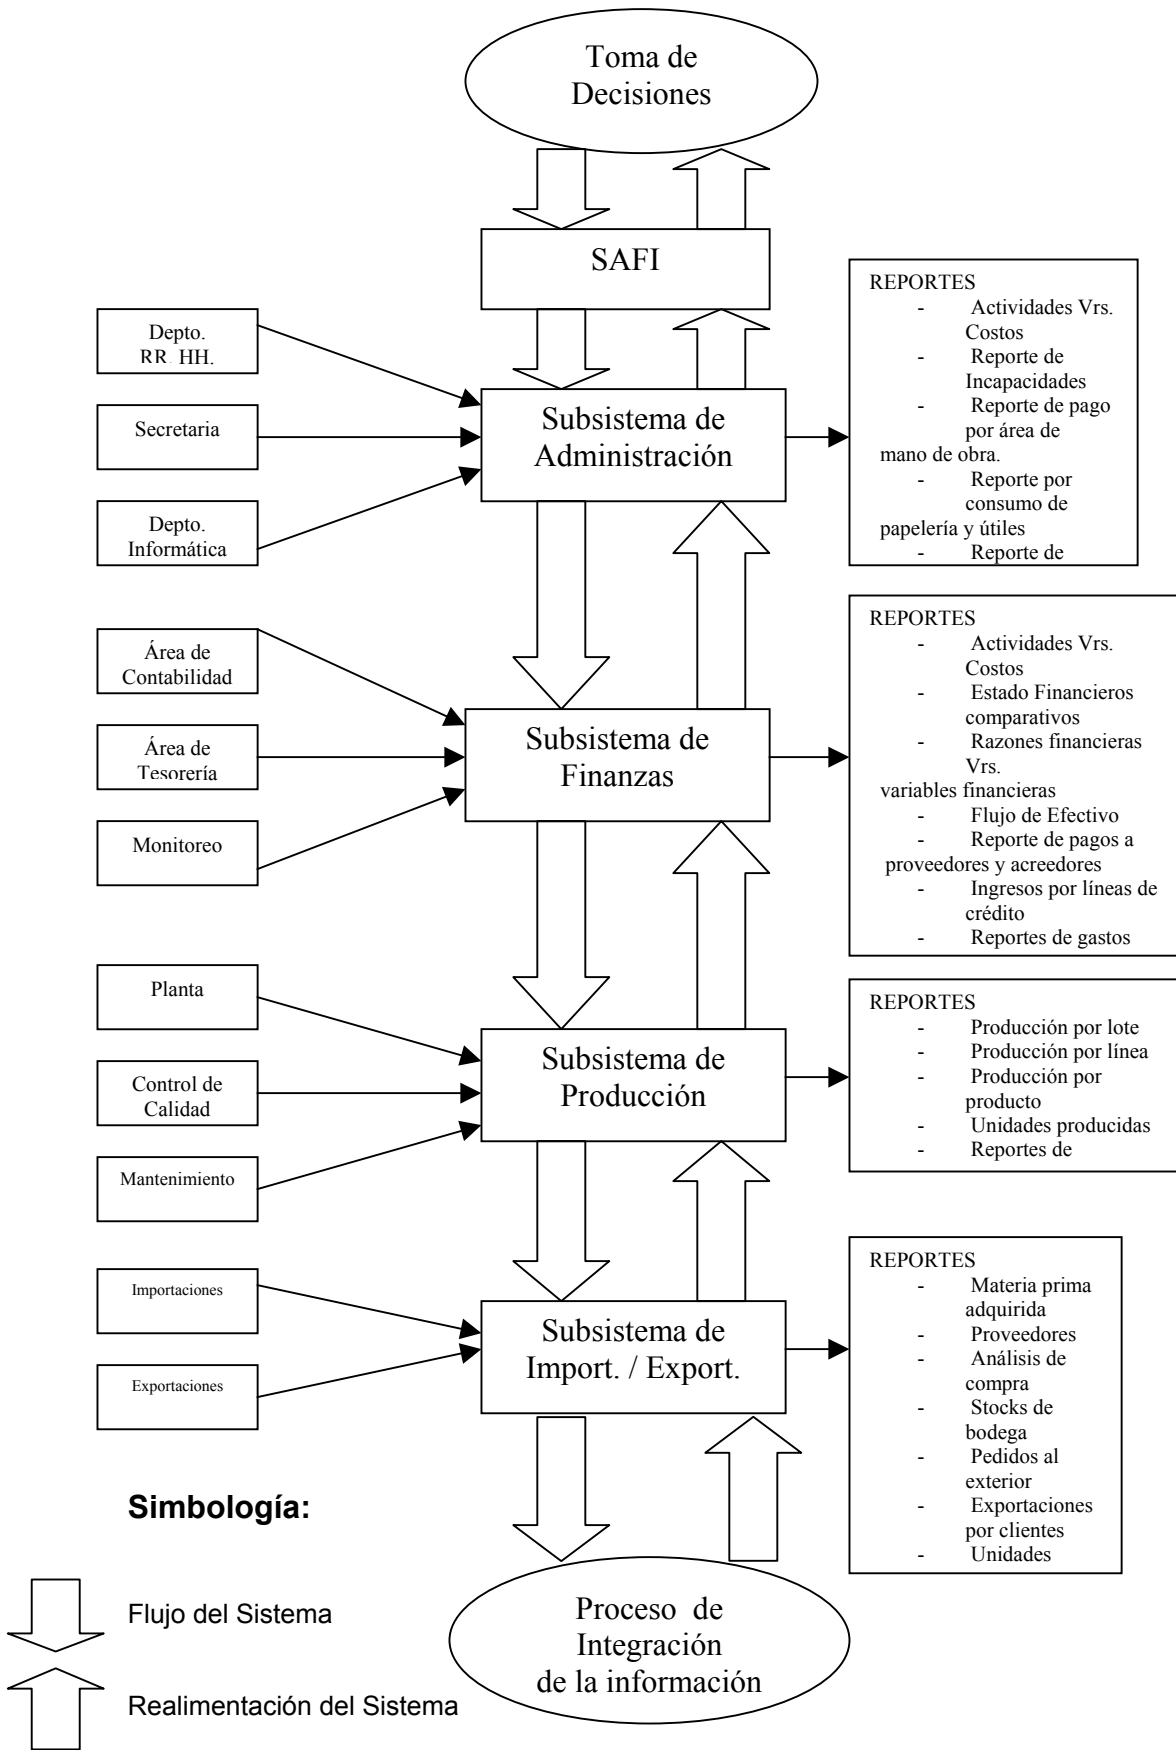 Toma de
Decisiones
SAFI
Depto.
RR. HH.
Secretaria
Depto.
Informática
Subsistema de
Administración
REPORTES
- Actividades Vrs.
Costos
- Reporte de
Incapacidades
- Reporte de pago
por área de
mano de obra.
- Reporte por
consumo de
papelería y útiles
- Reporte de
Área de
Contabilidad
Área de
Tesorería
Monitoreo
Subsistema de
Finanzas
REPORTES
- Actividades Vrs.
Costos
- Estado Financieros
comparativos
- Razones financieras
Vrs.
variables financieras
- Flujo de Efectivo
- Reporte de pagos a
proveedores y acreedores
- Ingresos por líneas de
crédito
- Reportes de gastos
Planta
Control de
Calidad
Mantenimiento
Subsistema de
Producción
REPORTES
- Producción por lote
- Producción por línea
- Producción por
producto
- Unidades producidas
- Reportes de
Importaciones
Exportaciones
Subsistema de
Import. / Export.
REPORTES
- Materia prima
adquirida
- Proveedores
- Análisis de
compra
- Stocks de
bodega
- Pedidos al
exterior
- Exportaciones
por clientes
- Unidades
Simbología:
Flujo del Sistema
Realimentación del Sistema
Proceso de
Integración
de la información